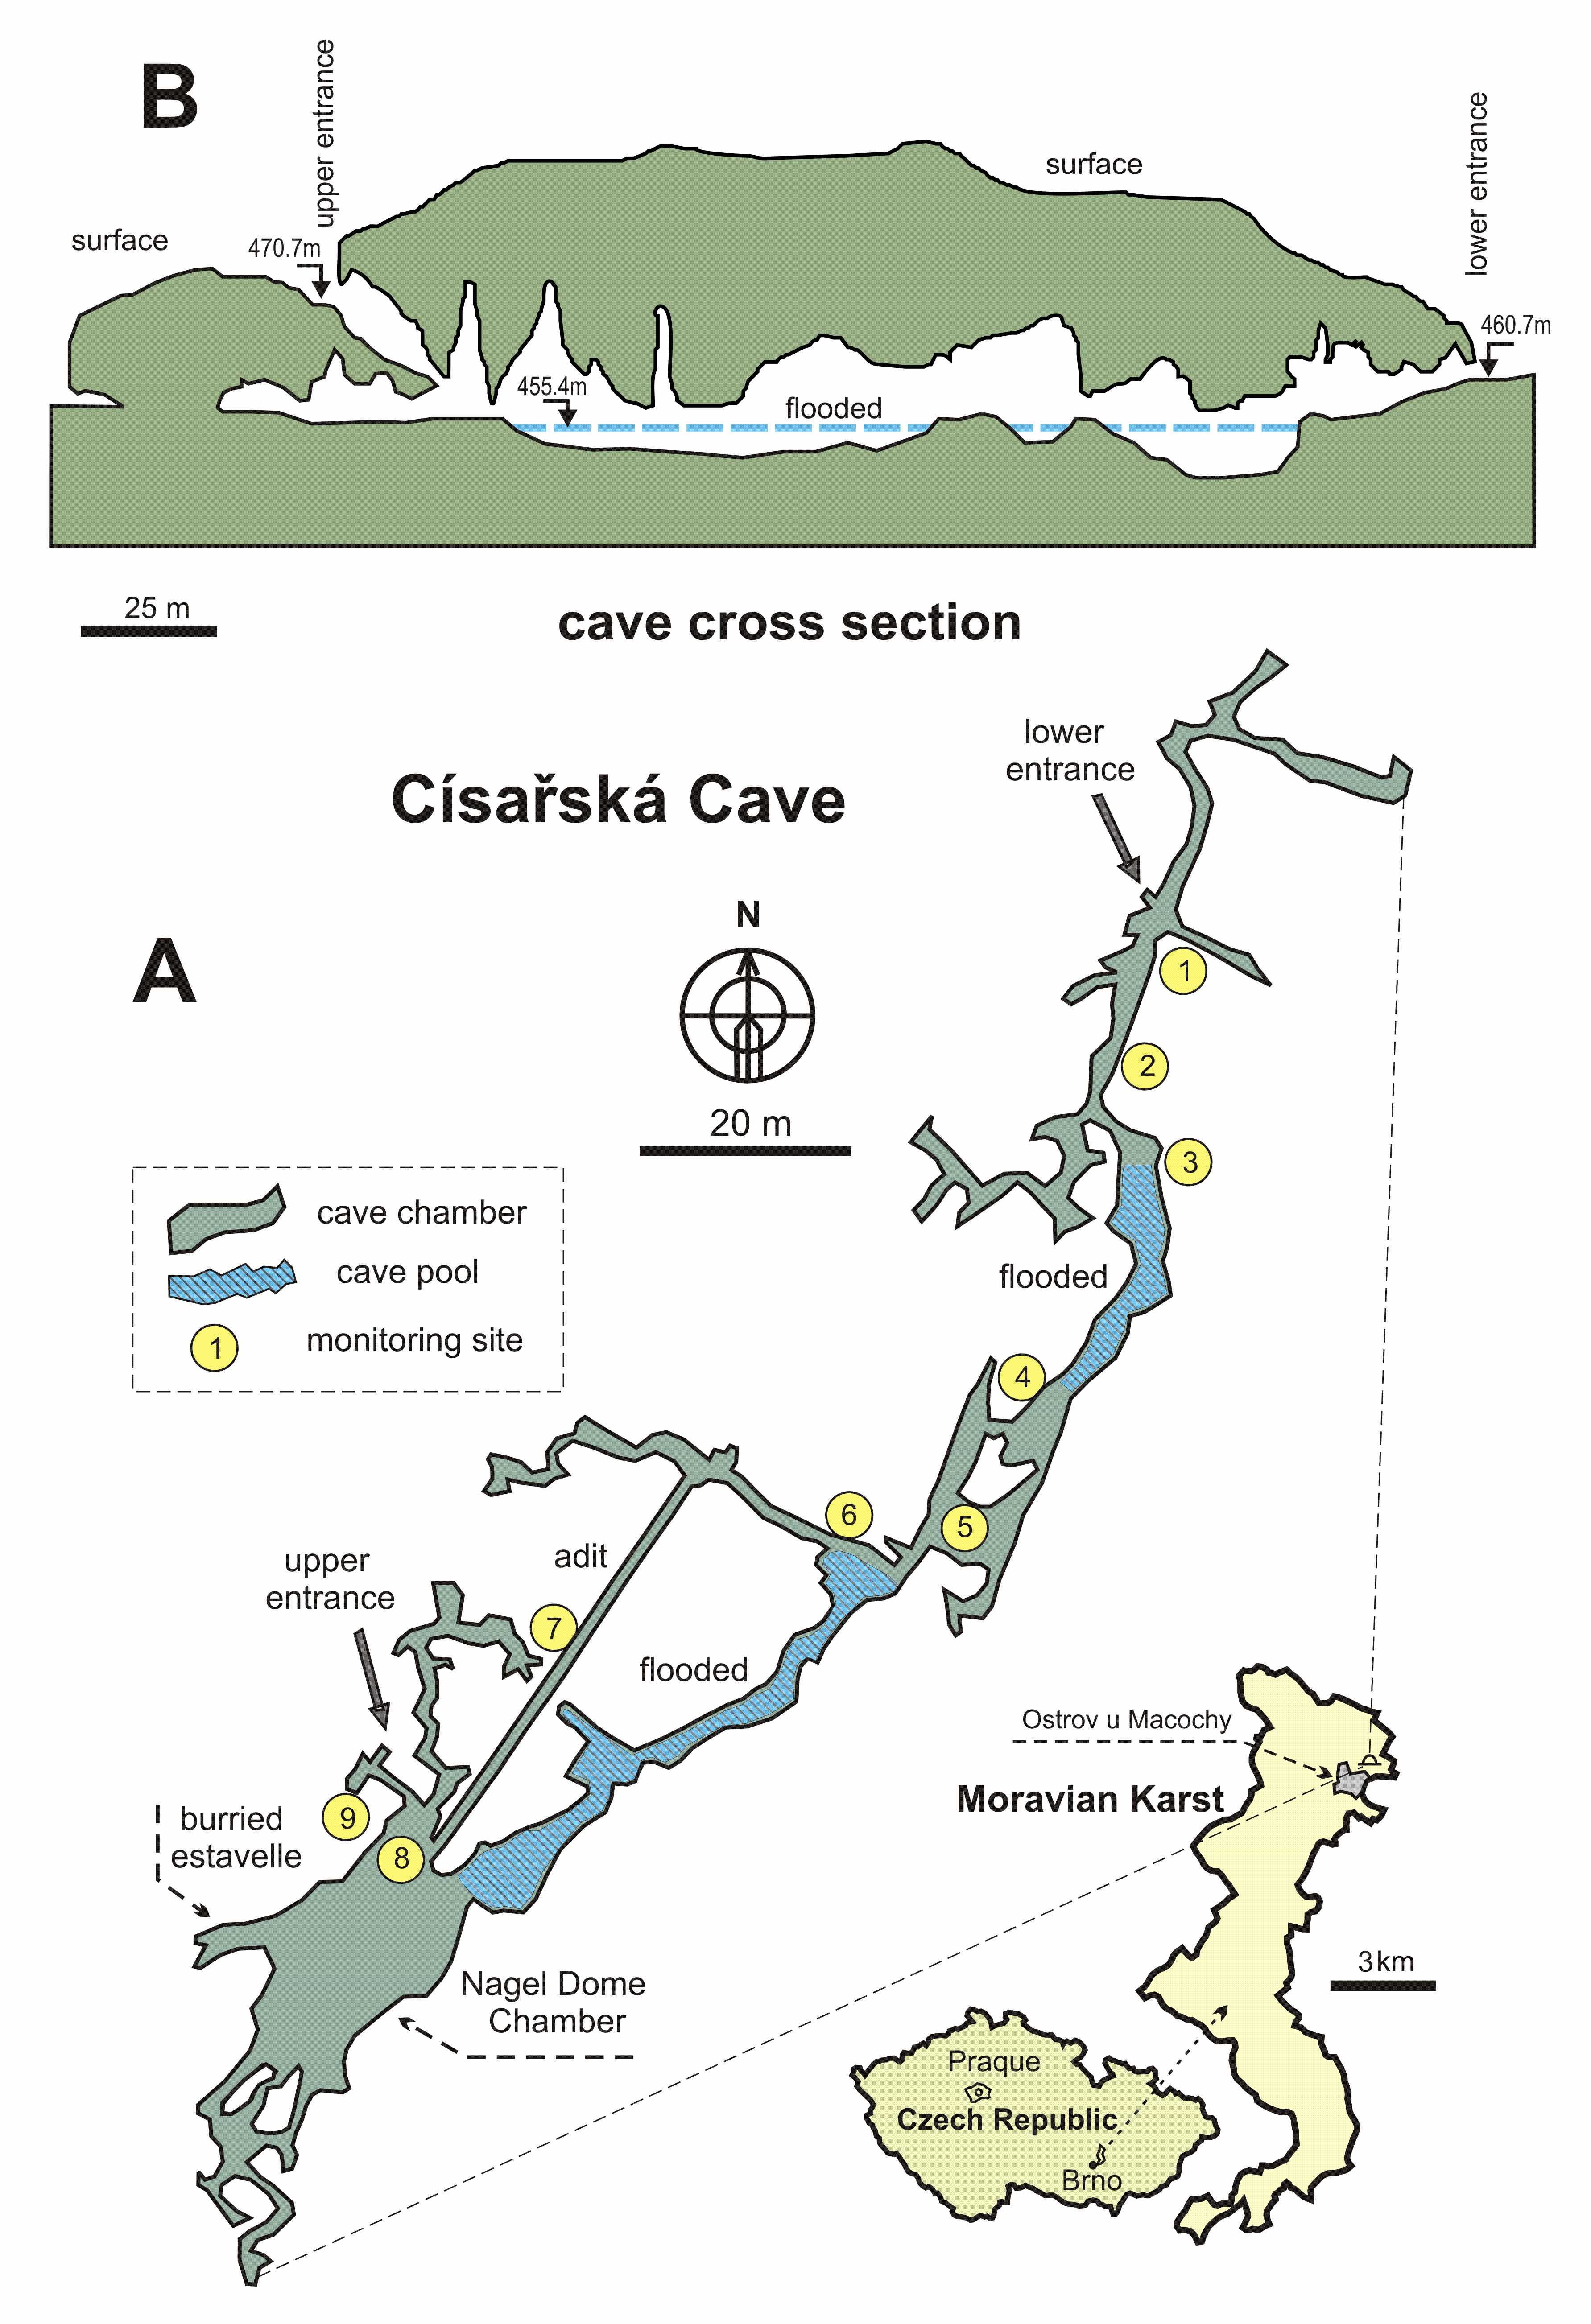 B
upper entrance
surface
lower entrance
surface
470.7m
460.7m
455.4m
flooded
25 m
cave cross section
lower
entrance
Císařská Cave
N
A
1
2
20 m
3
cave chamber
flooded
cave pool
1
monitoring site
4
6
5
adit
upper
entrance
7
flooded
Ostrov u Macochy
Moravian Karst
9
burried
estavelle
8
3 km
Nagel Dome
Chamber
Praque
Czech Republic
Brno